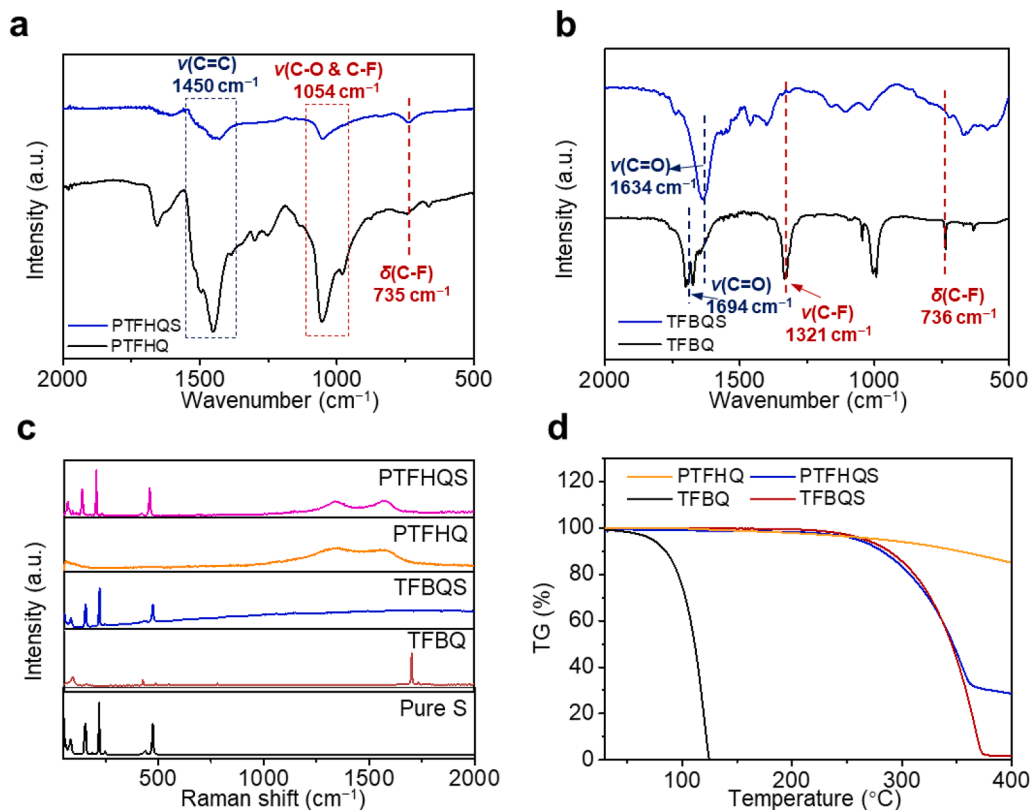 a
ν(C=C)
1450 cm⁻¹
ν(C-O & C-F)
1054 cm⁻¹
δ(C-F)
735 cm⁻¹
PTFHQS
PTFHQ
Intensity (a.u.)
2000 1500 1000 500
Wavenumber (cm⁻¹)
b
ν(C=O)
1634 cm⁻¹
ν(C=O)
1694 cm⁻¹
ν(C-F)
1321 cm⁻¹
δ(C-F)
736 cm⁻¹
TFBQS
TFBQ
Intensity (a.u.)
2000 1500 1000 500
Wavenumber (cm⁻¹)
c
PTFHQS
PTFHQ
TFBQS
TFBQ
Pure S
Intensity (a.u.)
500 1000 1500 2000
Raman shift (cm⁻¹)
d
PTFHQ PTFHQS
TFBQ TFBQS
120
100
80
60
40
20
0
TG (%)
100 200 300 400
Temperature (°C)